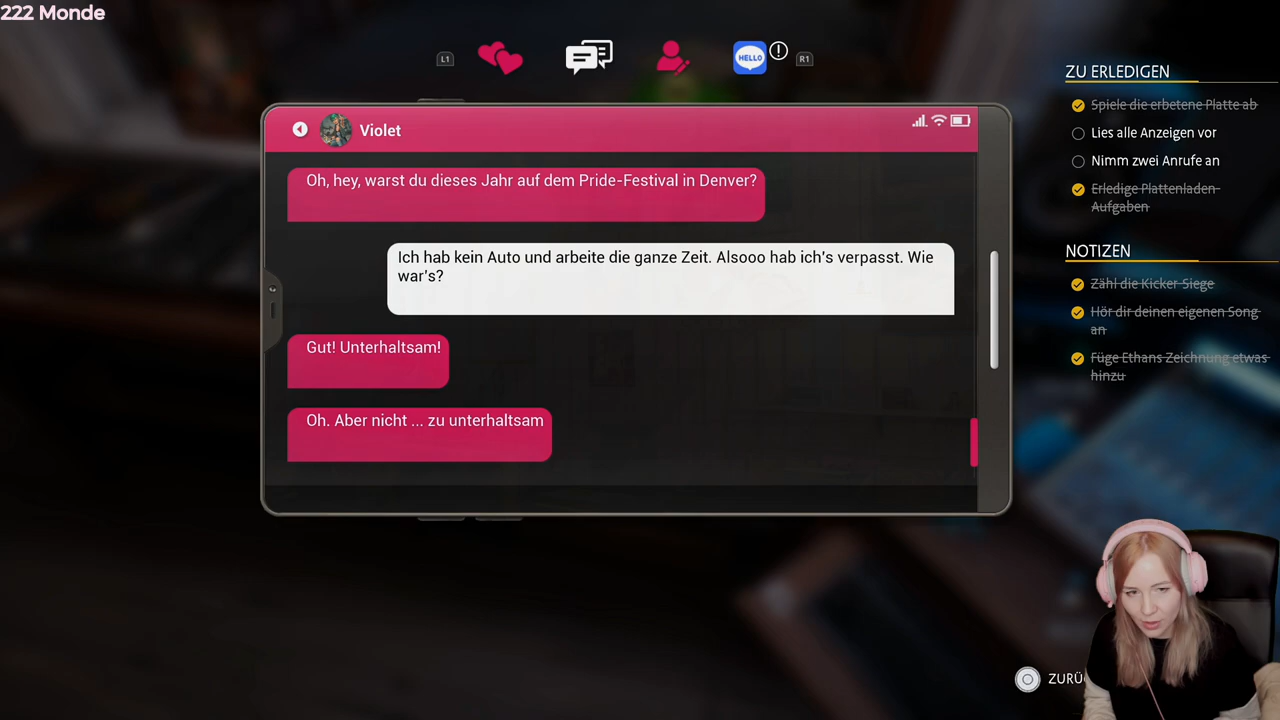 222 Monde
L1
HELLO
!
R1
Violet
Oh, hey, warst du dieses Jahr auf dem Pride-Festival in Denver?
Ich hab kein Auto und arbeite die ganze Zeit. Alsooo hab ich's verpasst. Wie
war's?
Gut! Unterhaltsam!
Oh. Aber nicht ... zu unterhaltsam
ZU ERLEDIGEN
Spiele die erbetene Platte ab
Lies alle Anzeigen vor
Nimm zwei Anrufe an
Erledige Plattenladen-
Aufgaben
NOTIZEN
Zähl die Kicker-Siege
Hör dir deinen eigenen Song
an
Füge Ethans Zeichnung etwas
hinzu
ZURÜ